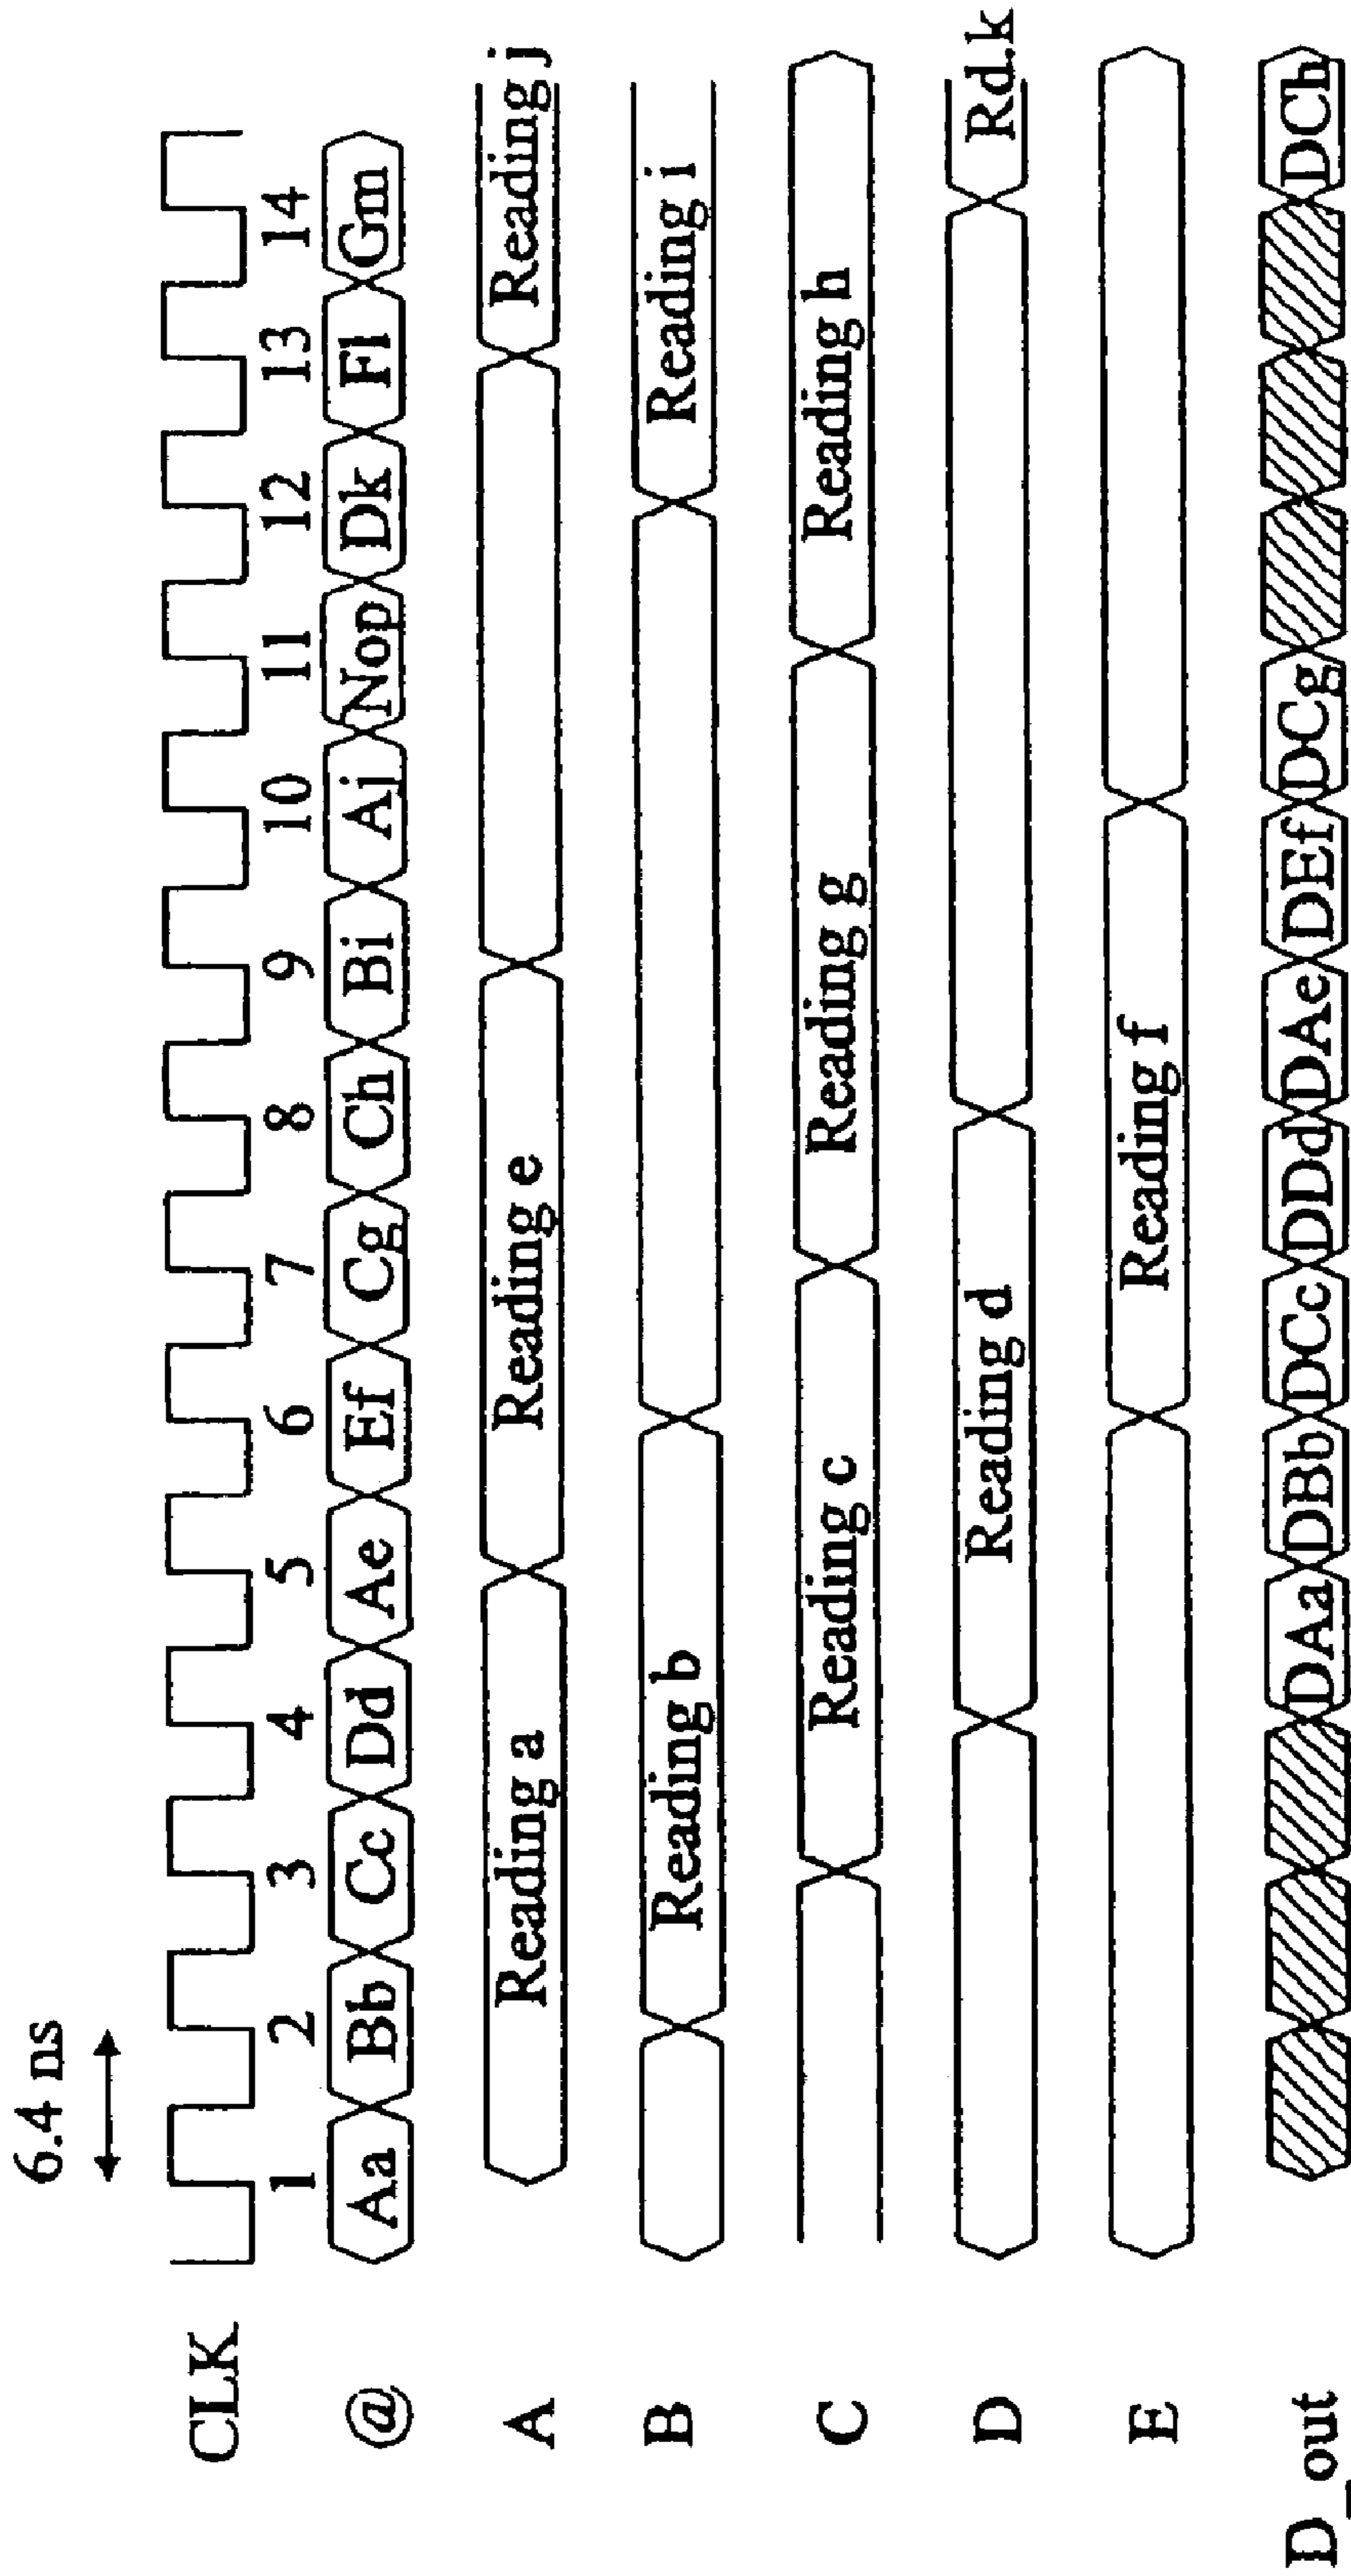 6.4 ns
CLK
1 2 3 4 5 6 7 8 9 10 11 12 13 14
@ Aa Bb Cc Dd Ae Ef Cg Ch Bi Aj Nop Dk Fl Gm
A Reading a Reading e Reading j
B Reading b Reading i
C Reading c Reading g Reading h
D Reading d Rd.k
E Reading f
D_out DAa DBb DCc DDd DAe DEf DCg DCh